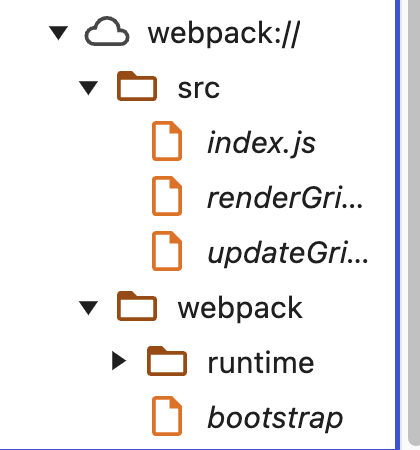 webpack://
src
index.js
renderGri...
updateGri...
webpack
runtime
bootstrap